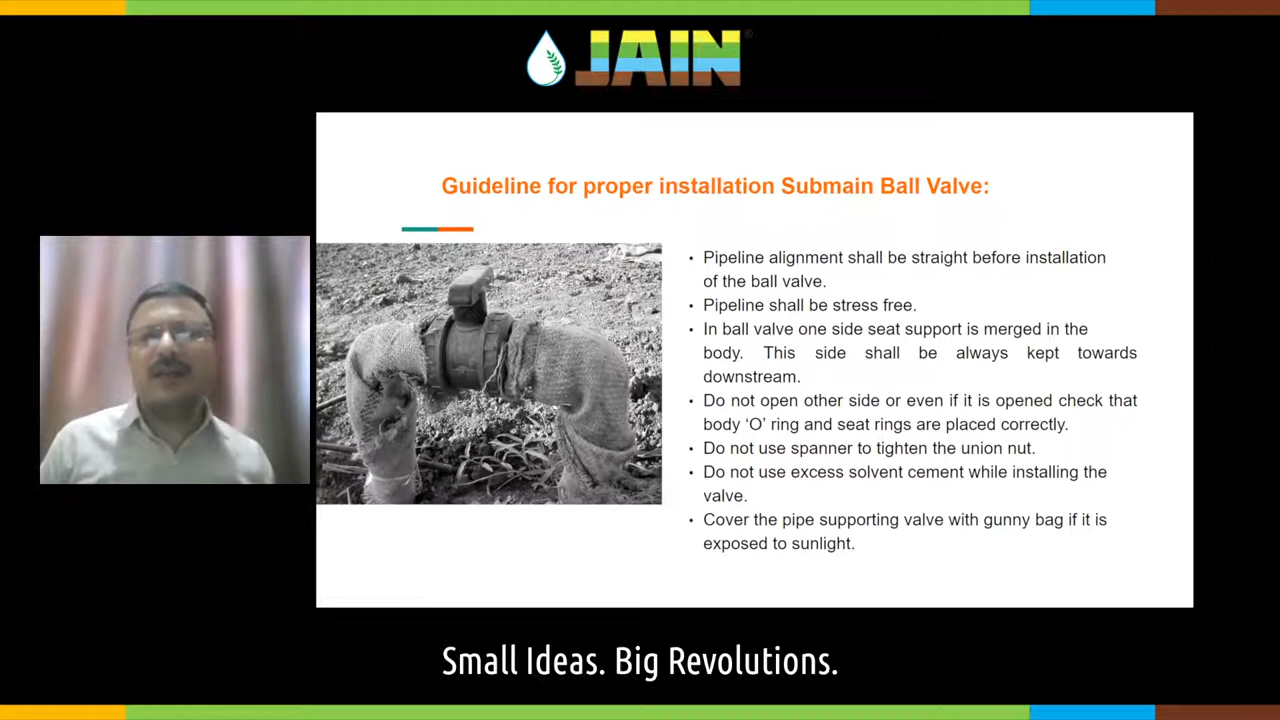 JAIN®
Guideline for proper installation Submain Ball Valve:
• Pipeline alignment shall be straight before installation
of the ball valve.
• Pipeline shall be stress free.
• In ball valve one side seat support is merged in the
body. This side shall be always kept towards
downstream.
• Do not open other side or even if it is opened check that
body ‘O’ ring and seat rings are placed correctly.
• Do not use spanner to tighten the union nut.
• Do not use excess solvent cement while installing the
valve.
• Cover the pipe supporting valve with gunny bag if it is
exposed to sunlight.
Small Ideas. Big Revolutions.